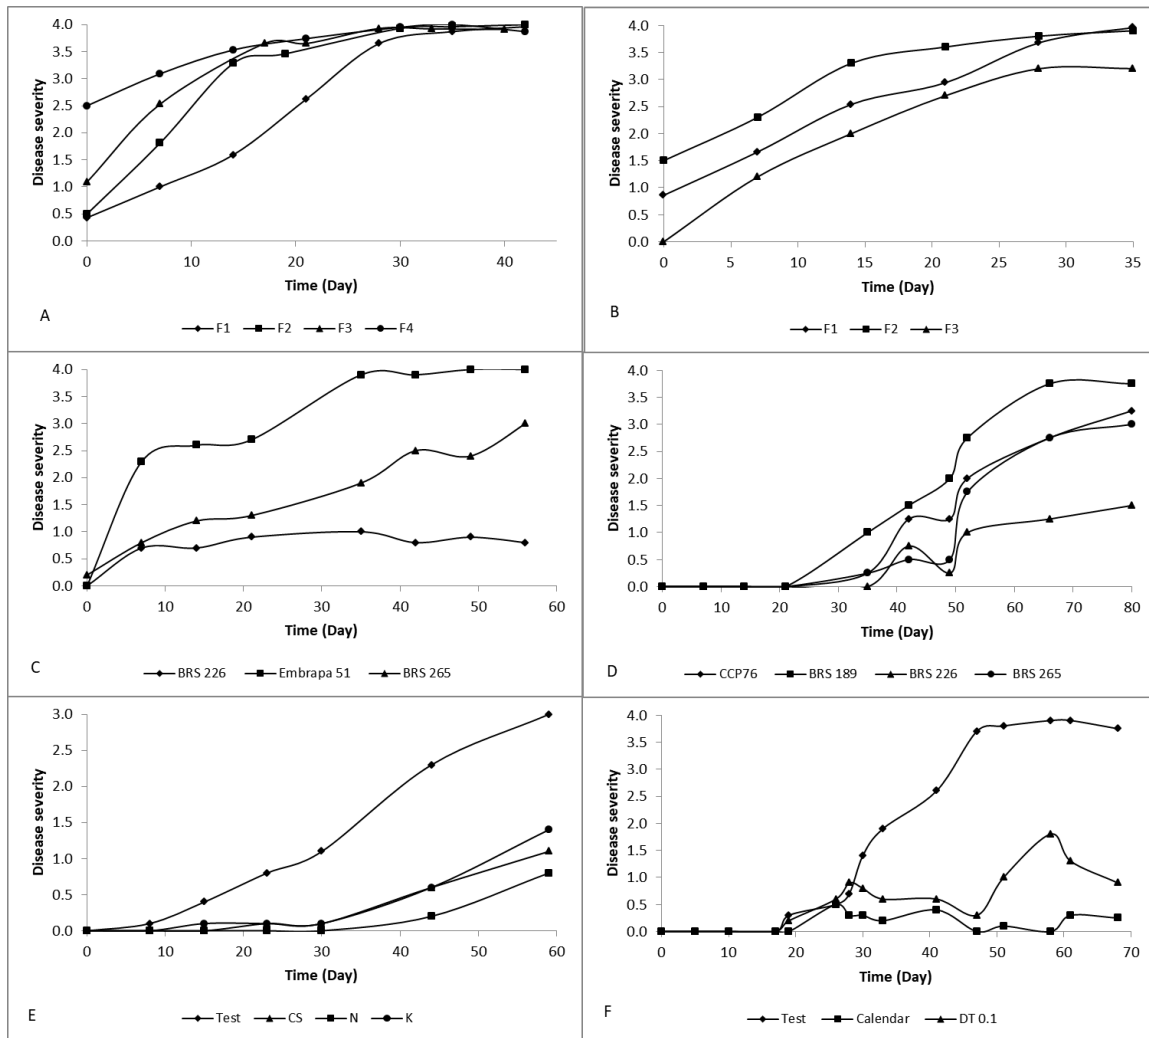 4.0
3.5
3.0
2.5
2.0
1.5
1.0
0.5
0.0
Disease severity
0 10 20 30 40
Time (Day)
A
F1 F2 F3 F4
4.0
3.5
3.0
2.5
2.0
1.5
1.0
0.5
0.0
Disease severity
0 5 10 15 20 25 30 35
Time (Day)
B
F1 F2 F3
4.0
3.5
3.0
2.5
2.0
1.5
1.0
0.5
0.0
Disease severity
0 10 20 30 40 50 60
Time (Day)
C
BRS 226 Embrapa 51 BRS 265
4.0
3.5
3.0
2.5
2.0
1.5
1.0
0.5
0.0
Disease severity
0 10 20 30 40 50 60 70 80
Time (Day)
D
CCP76 BRS 189 BRS 226 BRS 265
3.0
2.5
2.0
1.5
1.0
0.5
0.0
Disease severity
0 10 20 30 40 50 60
Time (Day)
E
Test CS N K
4.0
3.5
3.0
2.5
2.0
1.5
1.0
0.5
0.0
Disease severity
0 10 20 30 40 50 60 70
Time (Day)
F
Test Calendar DT 0.1